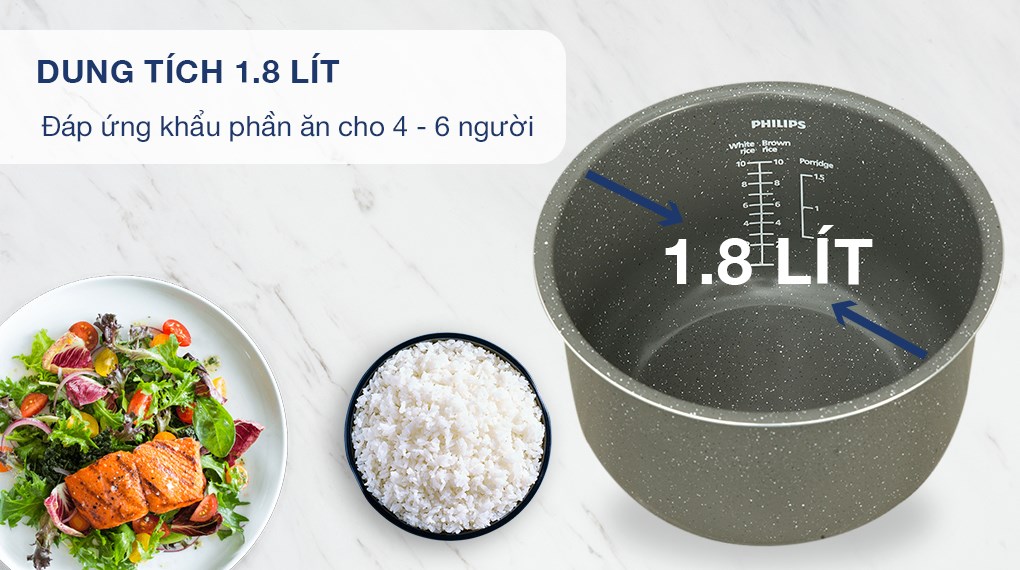 DUNG TÍCH 1.8 LÍT
Đáp ứng khẩu phần ăn cho 4 - 6 người
PHILIPS
White rice
Brown rice
Porridge
10 10
8 8
6 6
4 4
1.5
1
1.8 LÍT